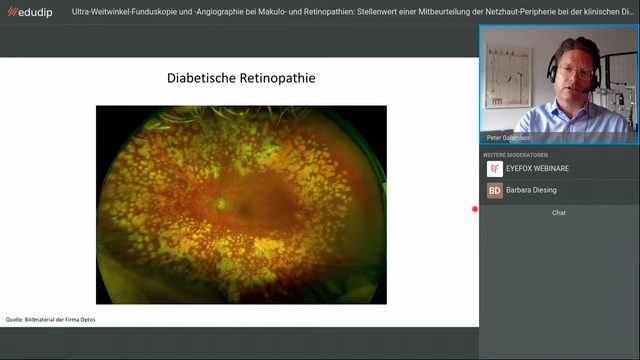 edudip
Ultra-Weitwinkel-Funduskopie und -Angiographie bei Makulo- und Retinopathien: Stellenwert einer Mitbeurteilung der Netzhaut-Peripherie bei der klinischen Di...
Diabetische Retinopathie
Quelle: Bildmaterial der Firma Optos
Peter Galambos
WEITERE MODERATOREN
EYEFOX WEBINARE
BD
Barbara Diesing
Chat